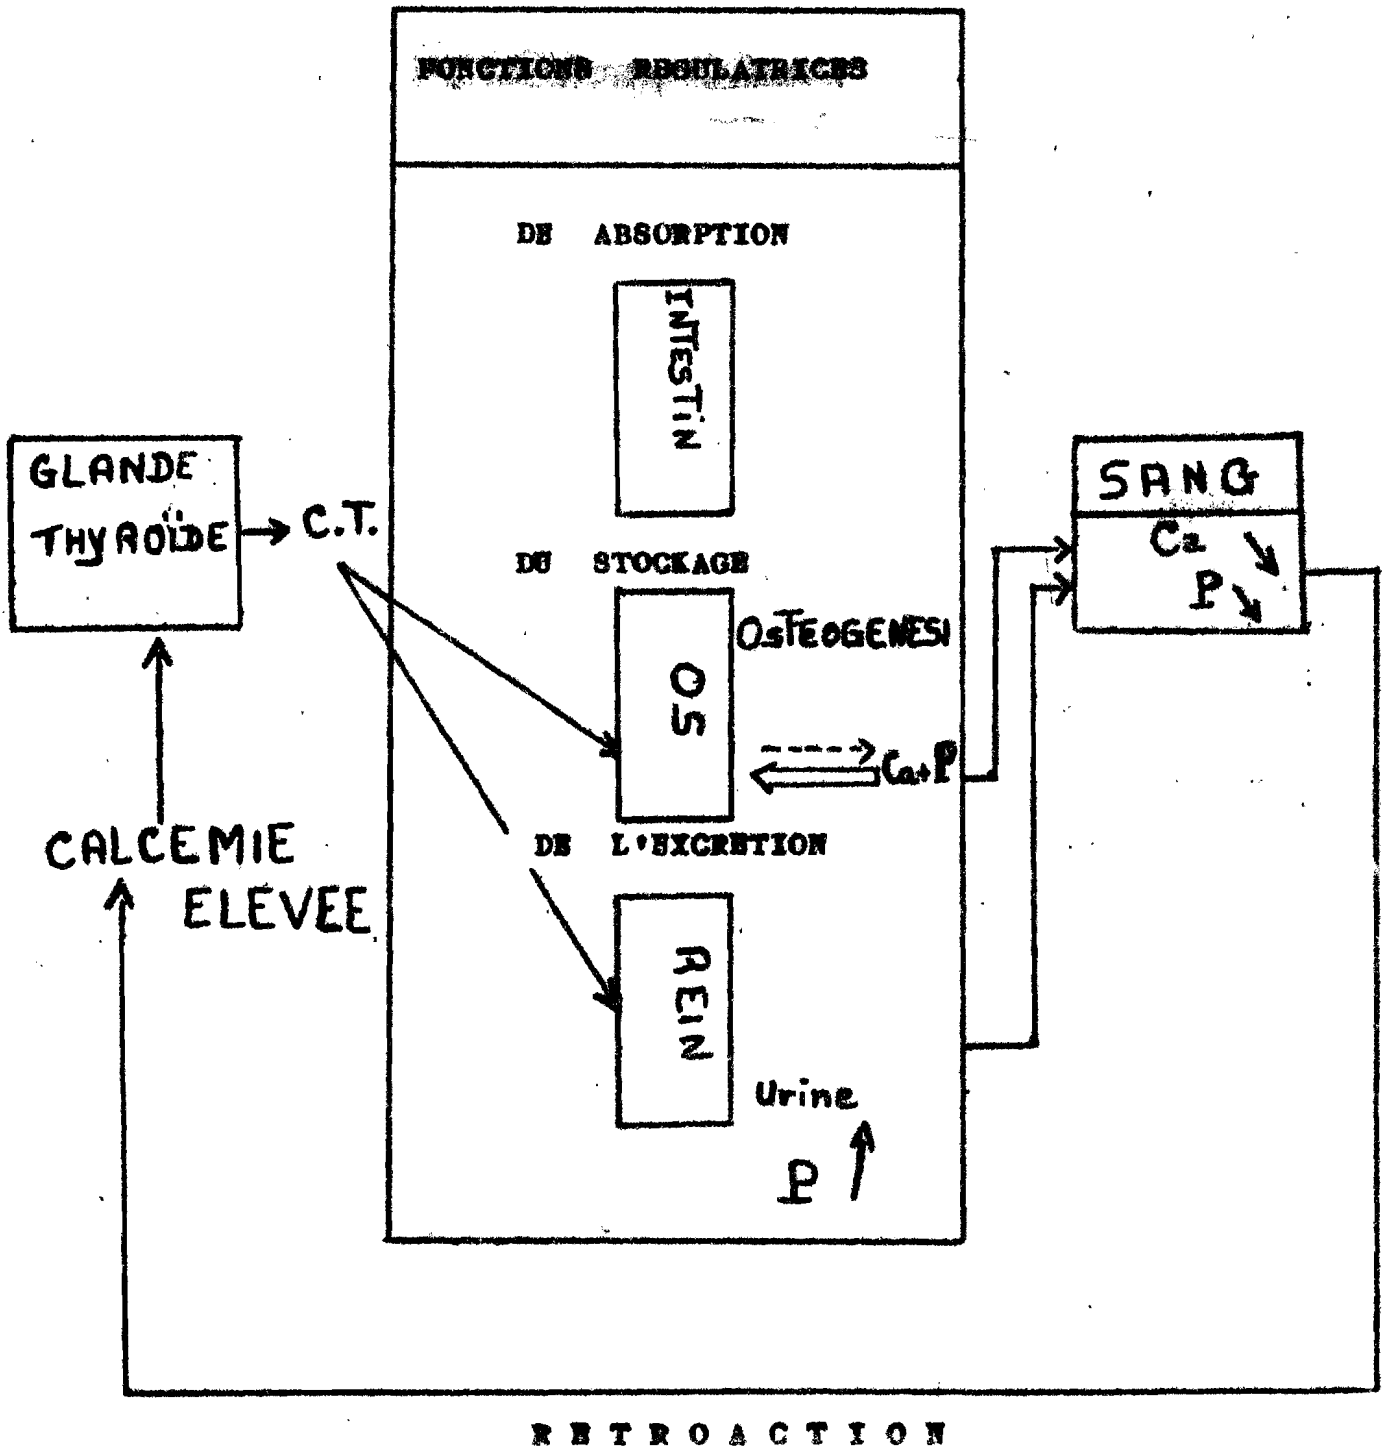 FONCTIONS REGULATRICES
DE ABSORPTION
INTESTIN
GLANDE
THYROÏDE
C.T.
SANG
Ca
P
DU STOCKAGE
OSTEOGENESI
OS
Ca+P
CALCEMIE
ELEVEE
DE L'EXCRETION
REIN
Urine
P
RETROACTION